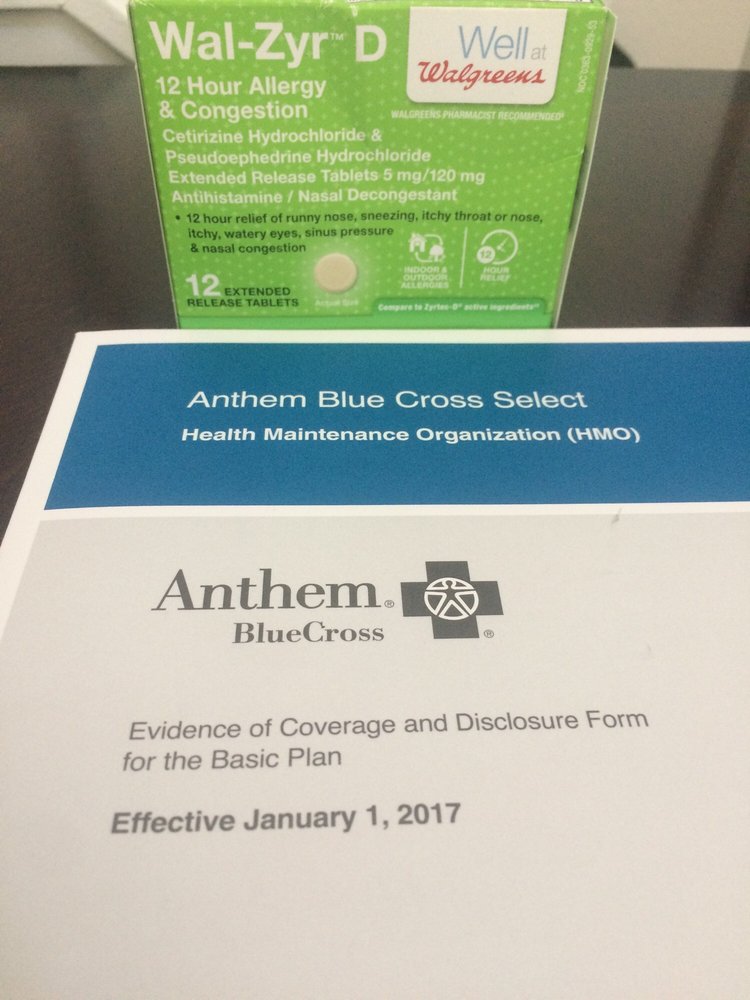 Wal-Zyr™ D
Well at
Walgreens
12 Hour Allergy
& Congestion
WALGREENS PHARMACIST RECOMMENDED
Cetirizine Hydrochloride &
Pseudoephedrine Hydrochloride
Extended Release Tablets 5 mg/120 mg
Antihistamine / Nasal Decongestant
• 12 hour relief of runny nose, sneezing, itchy throat or nose,
itchy, watery eyes, sinus pressure
& nasal congestion
12 EXTENDED
RELEASE TABLETS
Actual Size
INDOOR &
OUTDOOR
ALLERGIES
12
HOUR
RELIEF
Compare to Zyrtec-D® active ingredients
Anthem Blue Cross Select
Health Maintenance Organization (HMO)
Anthem®
BlueCross
®
Evidence of Coverage and Disclosure Form
for the Basic Plan
Effective January 1, 2017